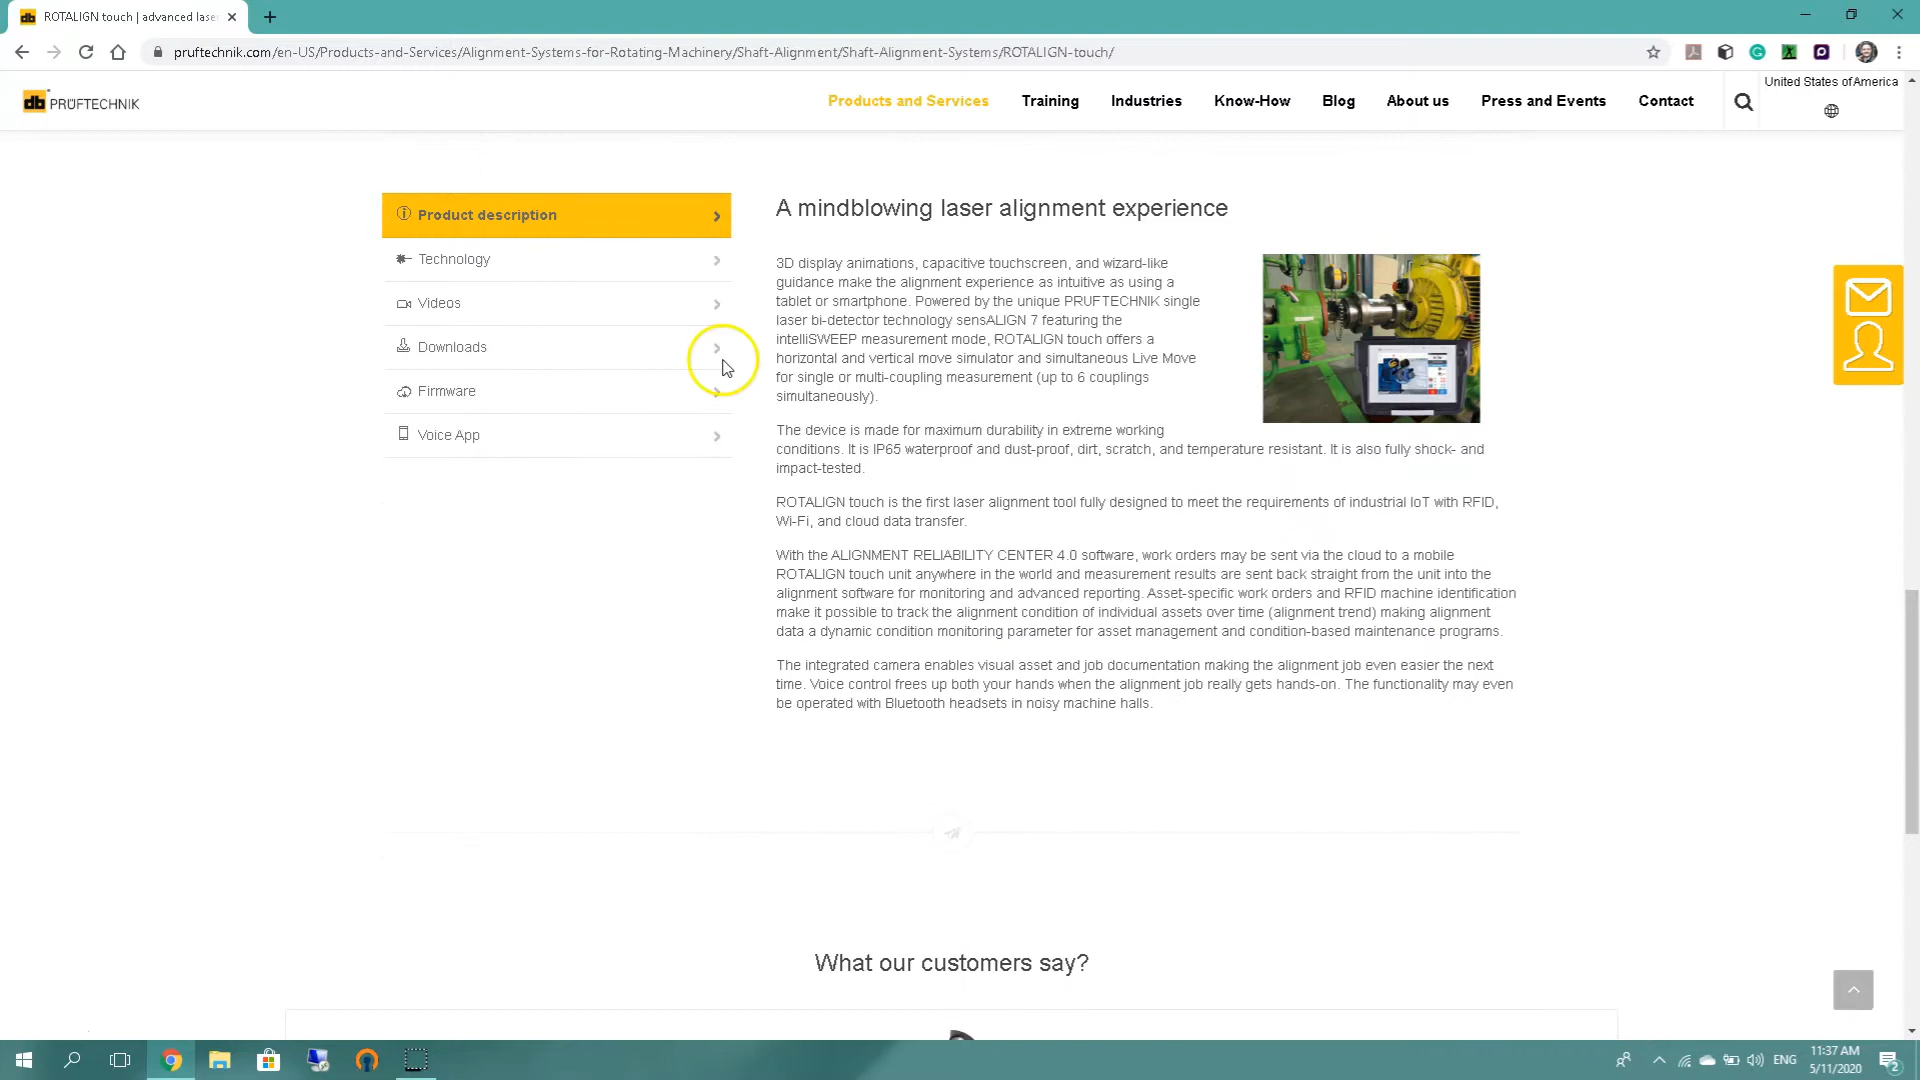 ROTALIGN touch | advanced lase
pruftechnik.com/en-US/Products-and-Services/Alignment-Systems-for-Rotating-Machinery/Shaft-Alignment/Shaft-Alignment-Systems/ROTALIGN-touch/
db PRÜFTECHNIK
Products and Services
Training
Industries
Know-How
Blog
About us
Press and Events
Contact
United States of America
Product description
Technology
Videos
Downloads
Firmware
Voice App
A mindblowing laser alignment experience
3D display animations, capacitive touchscreen, and wizard-like
guidance make the alignment experience as intuitive as using a
tablet or smartphone. Powered by the unique PRUFTECHNIK single
laser bi-detector technology sensALIGN 7 featuring the
intelliSWEEP measurement mode, ROTALIGN touch offers a
horizontal and vertical move simulator and simultaneous Live Move
for single or multi-coupling measurement (up to 6 couplings
simultaneously).
The device is made for maximum durability in extreme working
conditions. It is IP65 waterproof and dust-proof, dirt, scratch, and temperature resistant. It is also fully shock- and
impact-tested.
ROTALIGN touch is the first laser alignment tool fully designed to meet the requirements of industrial IoT with RFID,
Wi-Fi, and cloud data transfer.
With the ALIGNMENT RELIABILITY CENTER 4.0 software, work orders may be sent via the cloud to a mobile
ROTALIGN touch unit anywhere in the world and measurement results are sent back straight from the unit into the
alignment software for monitoring and advanced reporting. Asset-specific work orders and RFID machine identification
make it possible to track the alignment condition of individual assets over time (alignment trend) making alignment
data a dynamic condition monitoring parameter for asset management and condition-based maintenance programs.
The integrated camera enables visual asset and job documentation making the alignment job even easier the next
time. Voice control frees up both your hands when the alignment job really gets hands-on. The functionality may even
be operated with Bluetooth headsets in noisy machine halls.
What our customers say?
ENG
11:37 AM
5/11/2020
2